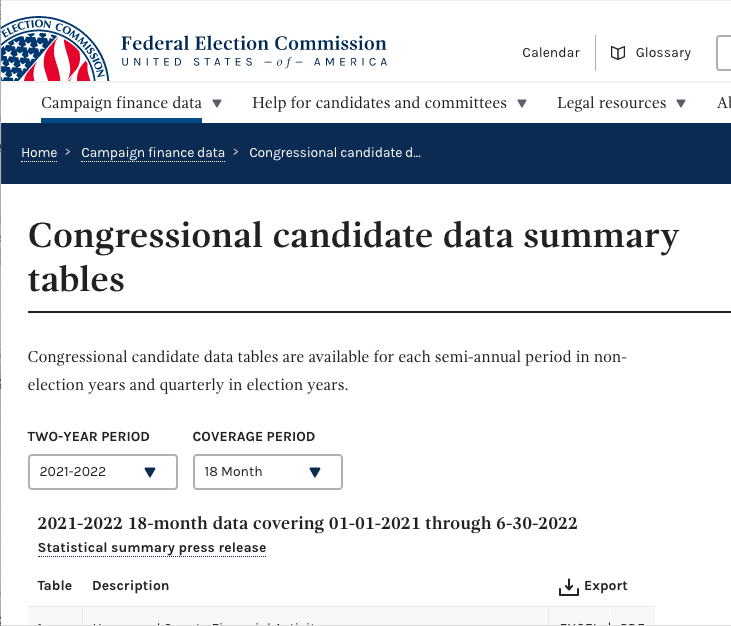 ELECTION COMMISSION
Federal Election Commission
UNITED STATES —of— AMERICA
Calendar
Glossary
Campaign finance data
Help for candidates and committees
Legal resources
Home > Campaign finance data > Congressional candidate d...
Congressional candidate data summary
tables
Congressional candidate data tables are available for each semi-annual period in non-
election years and quarterly in election years.
TWO-YEAR PERIOD
COVERAGE PERIOD
2021-2022
18 Month
2021-2022 18-month data covering 01-01-2021 through 6-30-2022
Statistical summary press release
Table Description Export